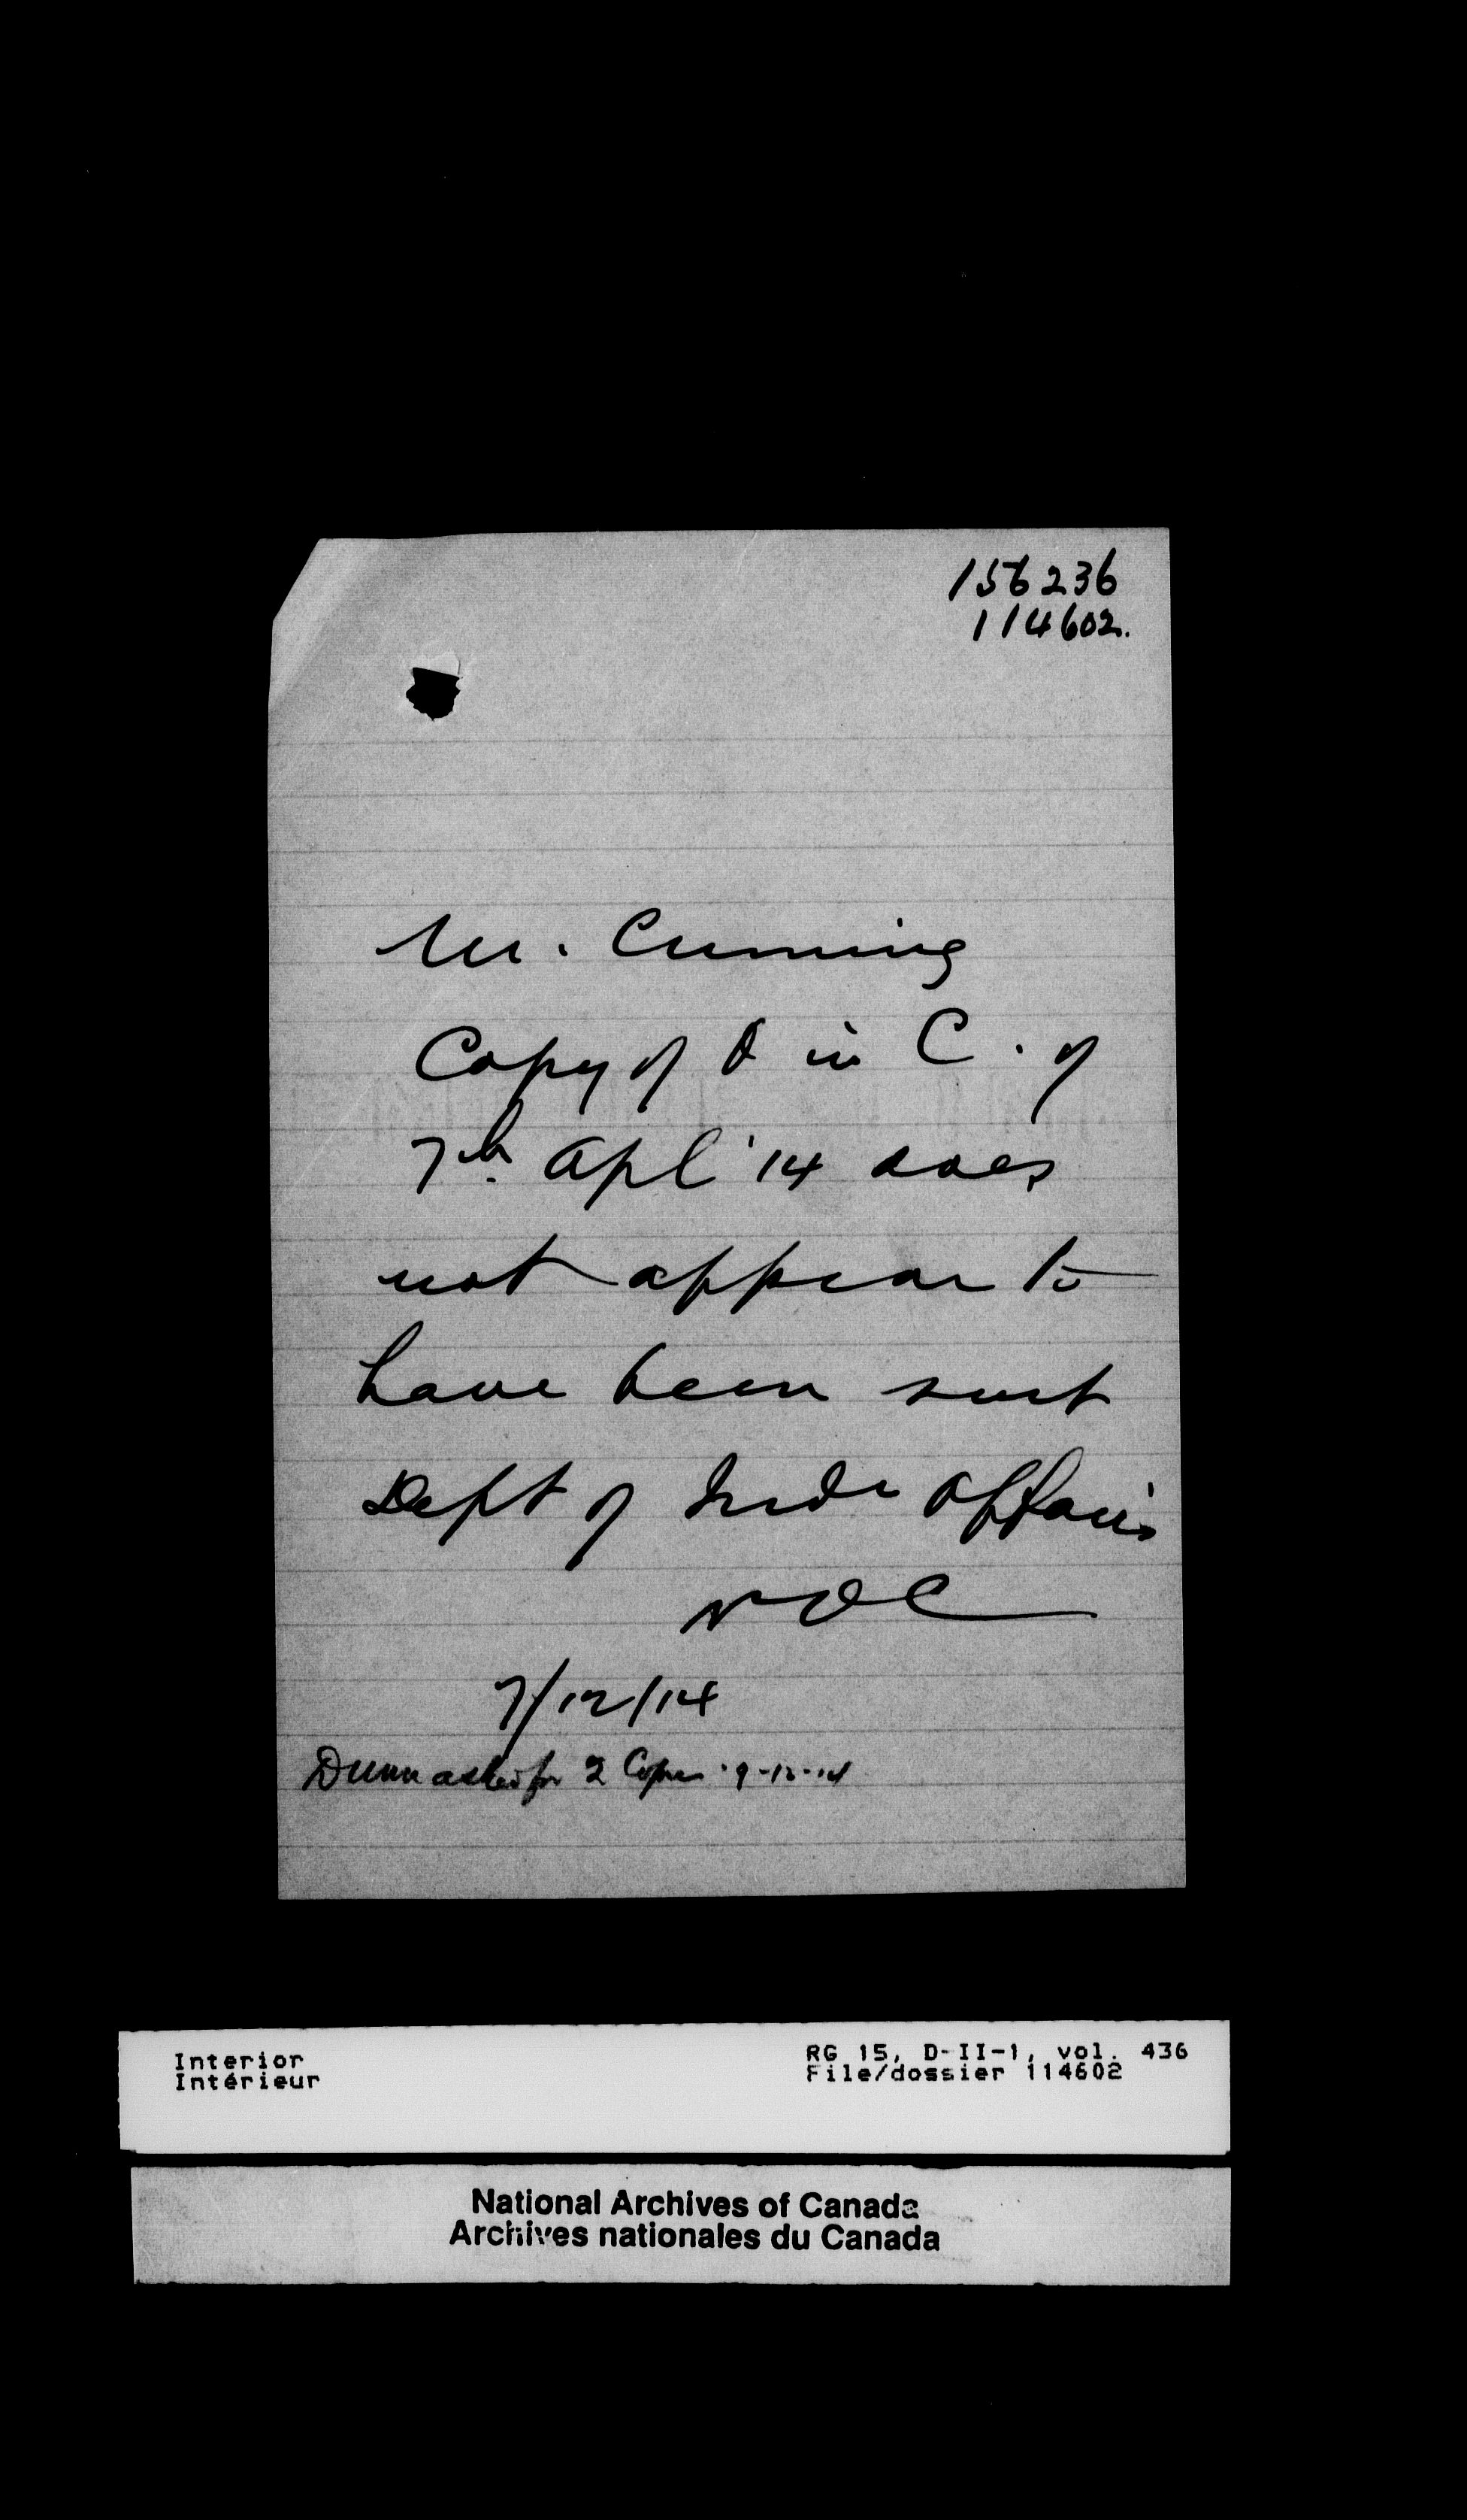 156236
114602.
Mr. Cumming
Copy of O in C. of
7th Apl '14 does
not appear to
have been sent
Dept of Indn Affairs
7/12/14
Dunn asked for 2 Copies 9-12-14
Interior
Intérieur
RG 15, D-II-1, vol. 436
File/dossier 114602
National Archives of Canada
Archives nationales du Canada